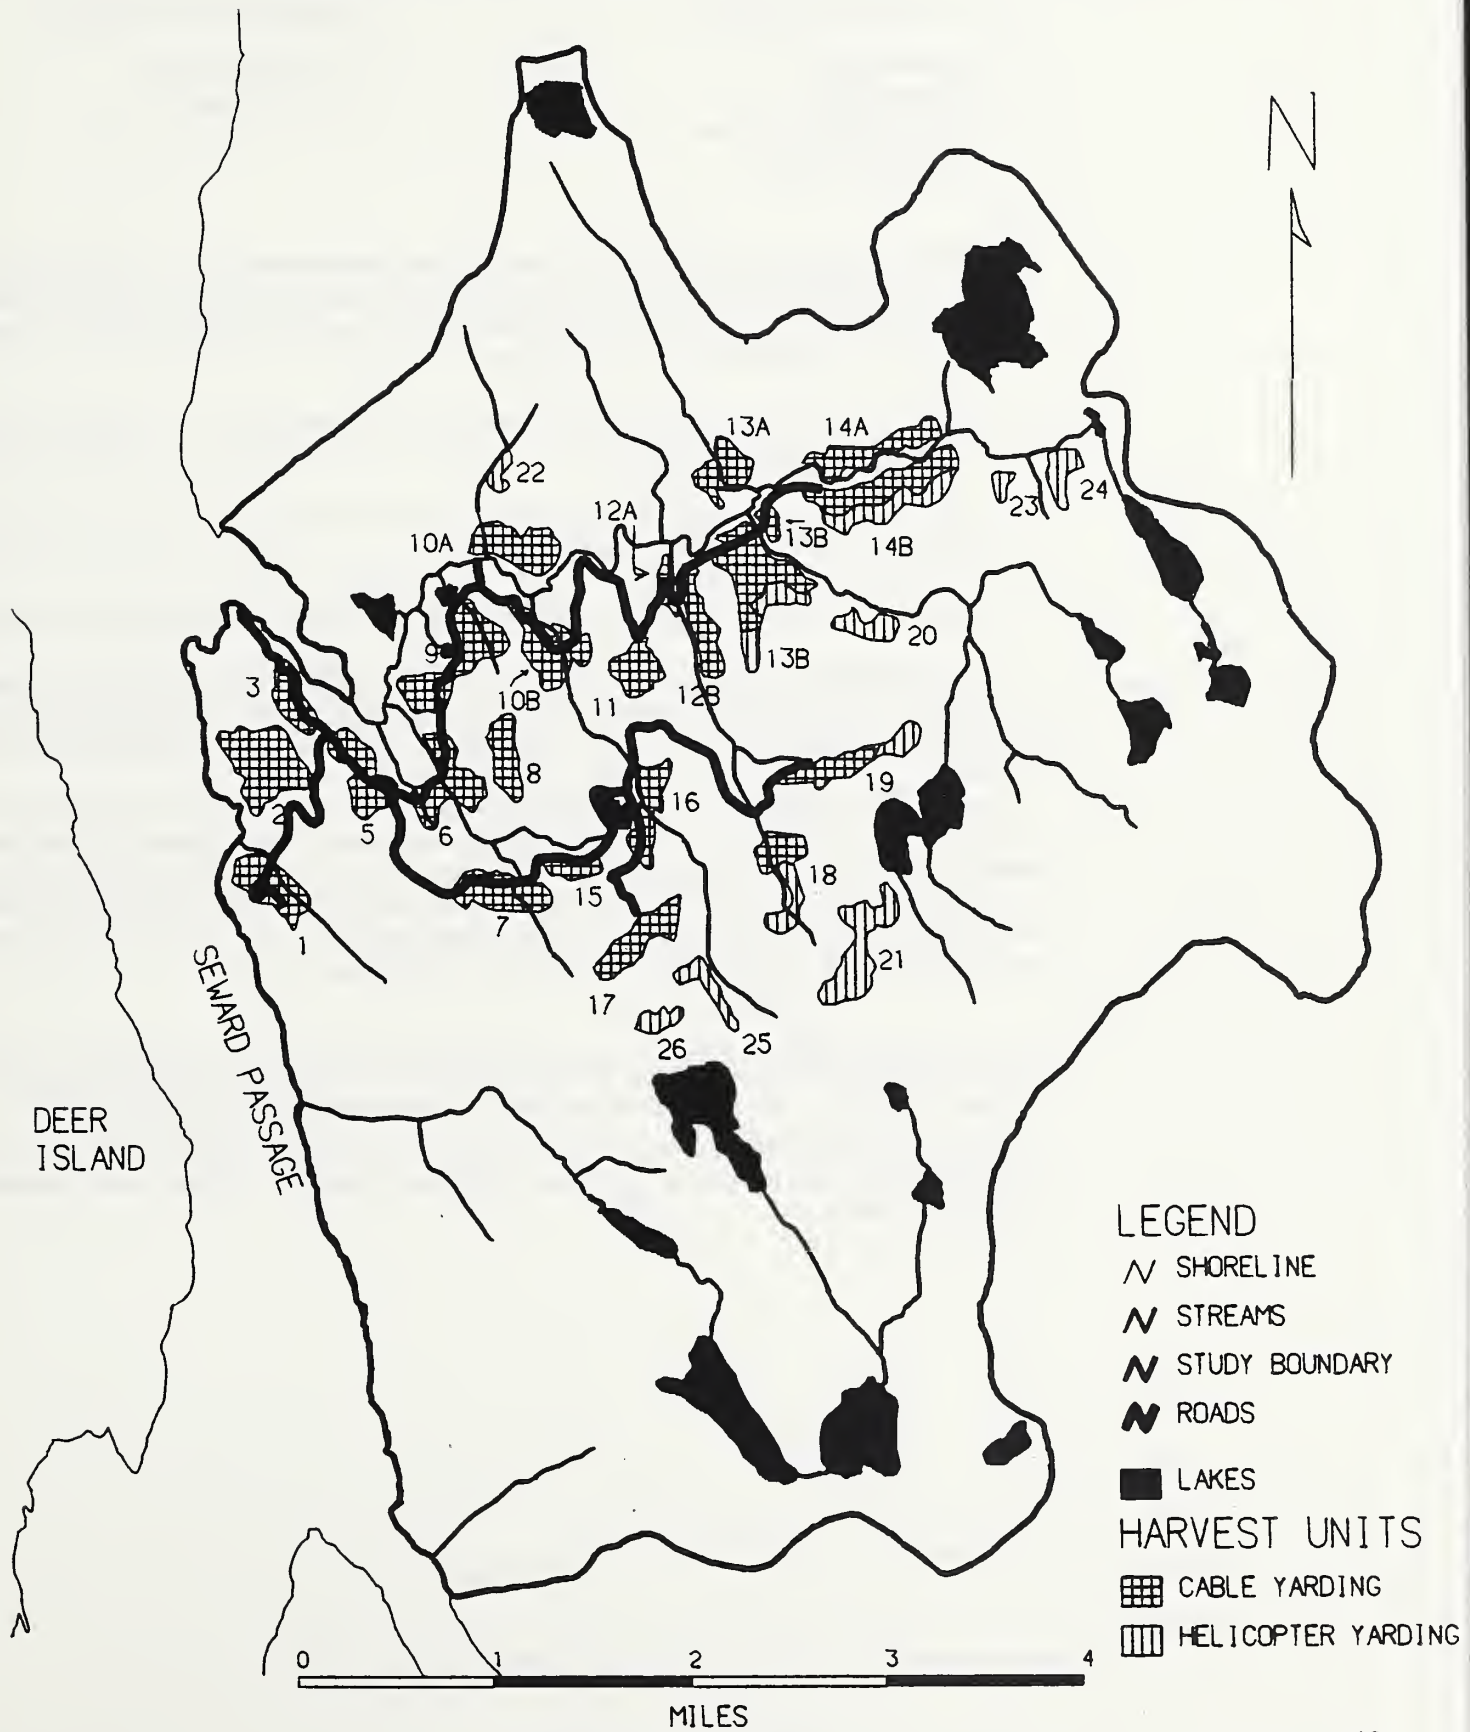 N
13A
14A
22
23
24
12A
10A
13B
14B
20
9
3
10B
11
12B
13B
8
19
2
16
5
6
18
15
7
1
21
17
26
25
SEWARD PASSAGE
DEER
ISLAND
LEGEND
SHORELINE
STREAMS
STUDY BOUNDARY
ROADS
LAKES
HARVEST UNITS
CABLE YARDING
HELICOPTER YARDING
0 1 2 3 4
MILES